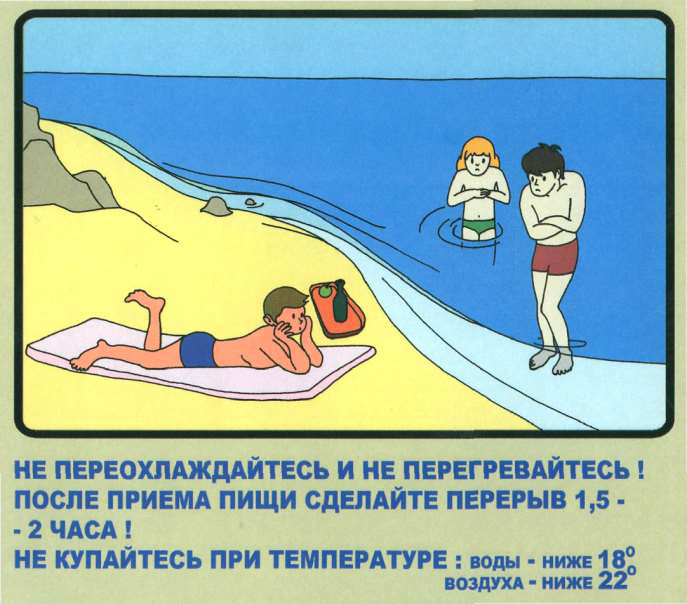 НЕ ПЕРЕОХЛАЖДАЙТЕСЬ И НЕ ПЕРЕГРЕВАЙТЕСЬ !
ПОСЛЕ ПРИЕМА ПИЩИ СДЕЛАЙТЕ ПЕРЕРЫВ 1,5 -
- 2 ЧАСА !
НЕ КУПАЙТЕСЬ ПРИ ТЕМПЕРАТУРЕ : ВОДЫ - НИЖЕ 18°
ВОЗДУХА - НИЖЕ 22°